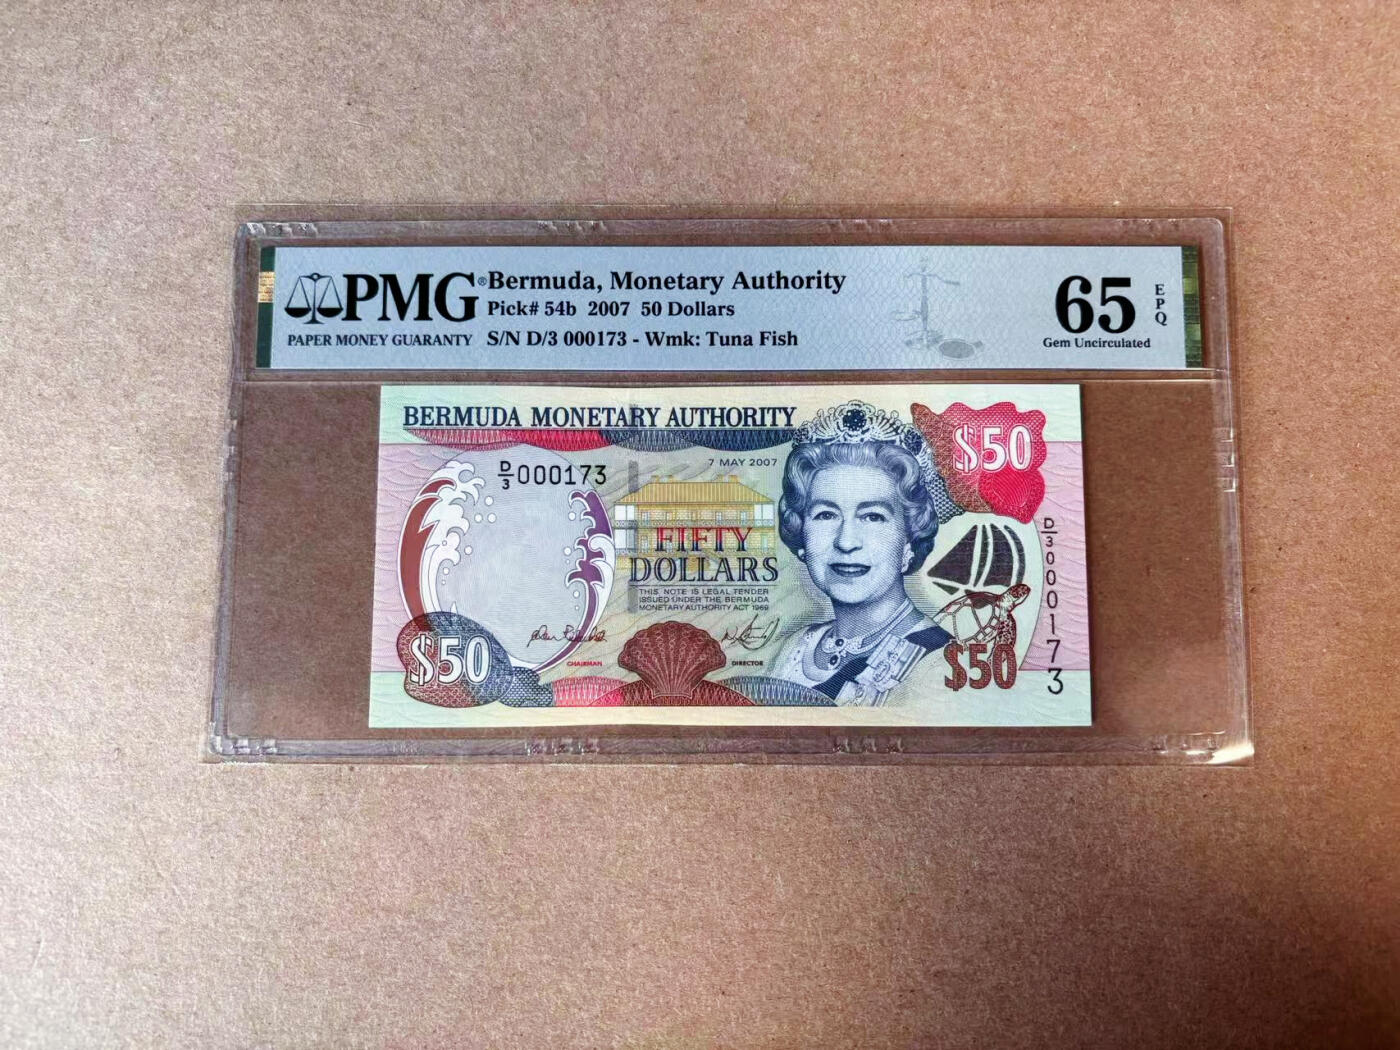 PMG®
PAPER MONEY GUARANTY
Bermuda, Monetary Authority
Pick# 54b 2007 50 Dollars
S/N D/3 000173 - Wmk: Tuna Fish
65
EPQ
Gem Uncirculated
BERMUDA MONETARY AUTHORITY
$50
D/3 000173
7 MAY 2007
FIFTY
DOLLARS
THIS NOTE IS LEGAL TENDER
ISSUED UNDER THE BERMUDA
MONETARY AUTHORITY ACT 1969
D/3 000173
$50
CHAIRMAN
DIRECTOR
$50